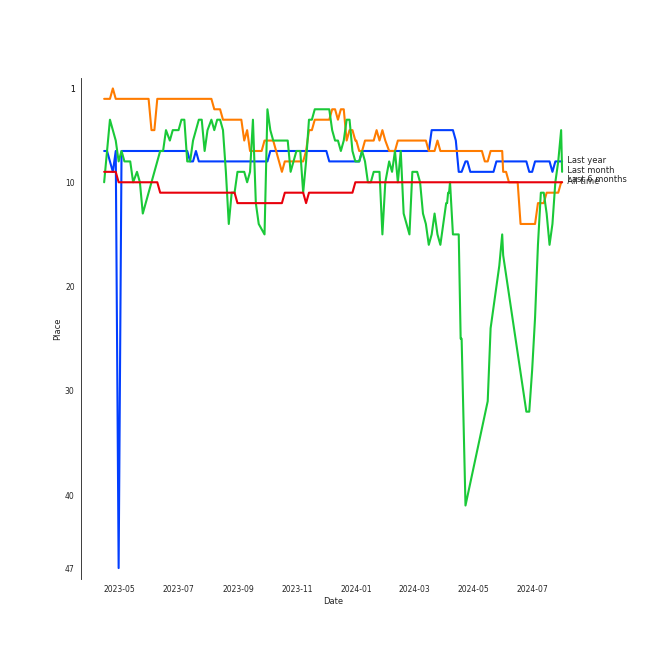 1
10
20
30
40
47
Place
2023-05
2023-07
2023-09
2023-11
2024-01
2024-03
2024-05
2024-07
Date
Last year
Last month
Last 6 months
All time